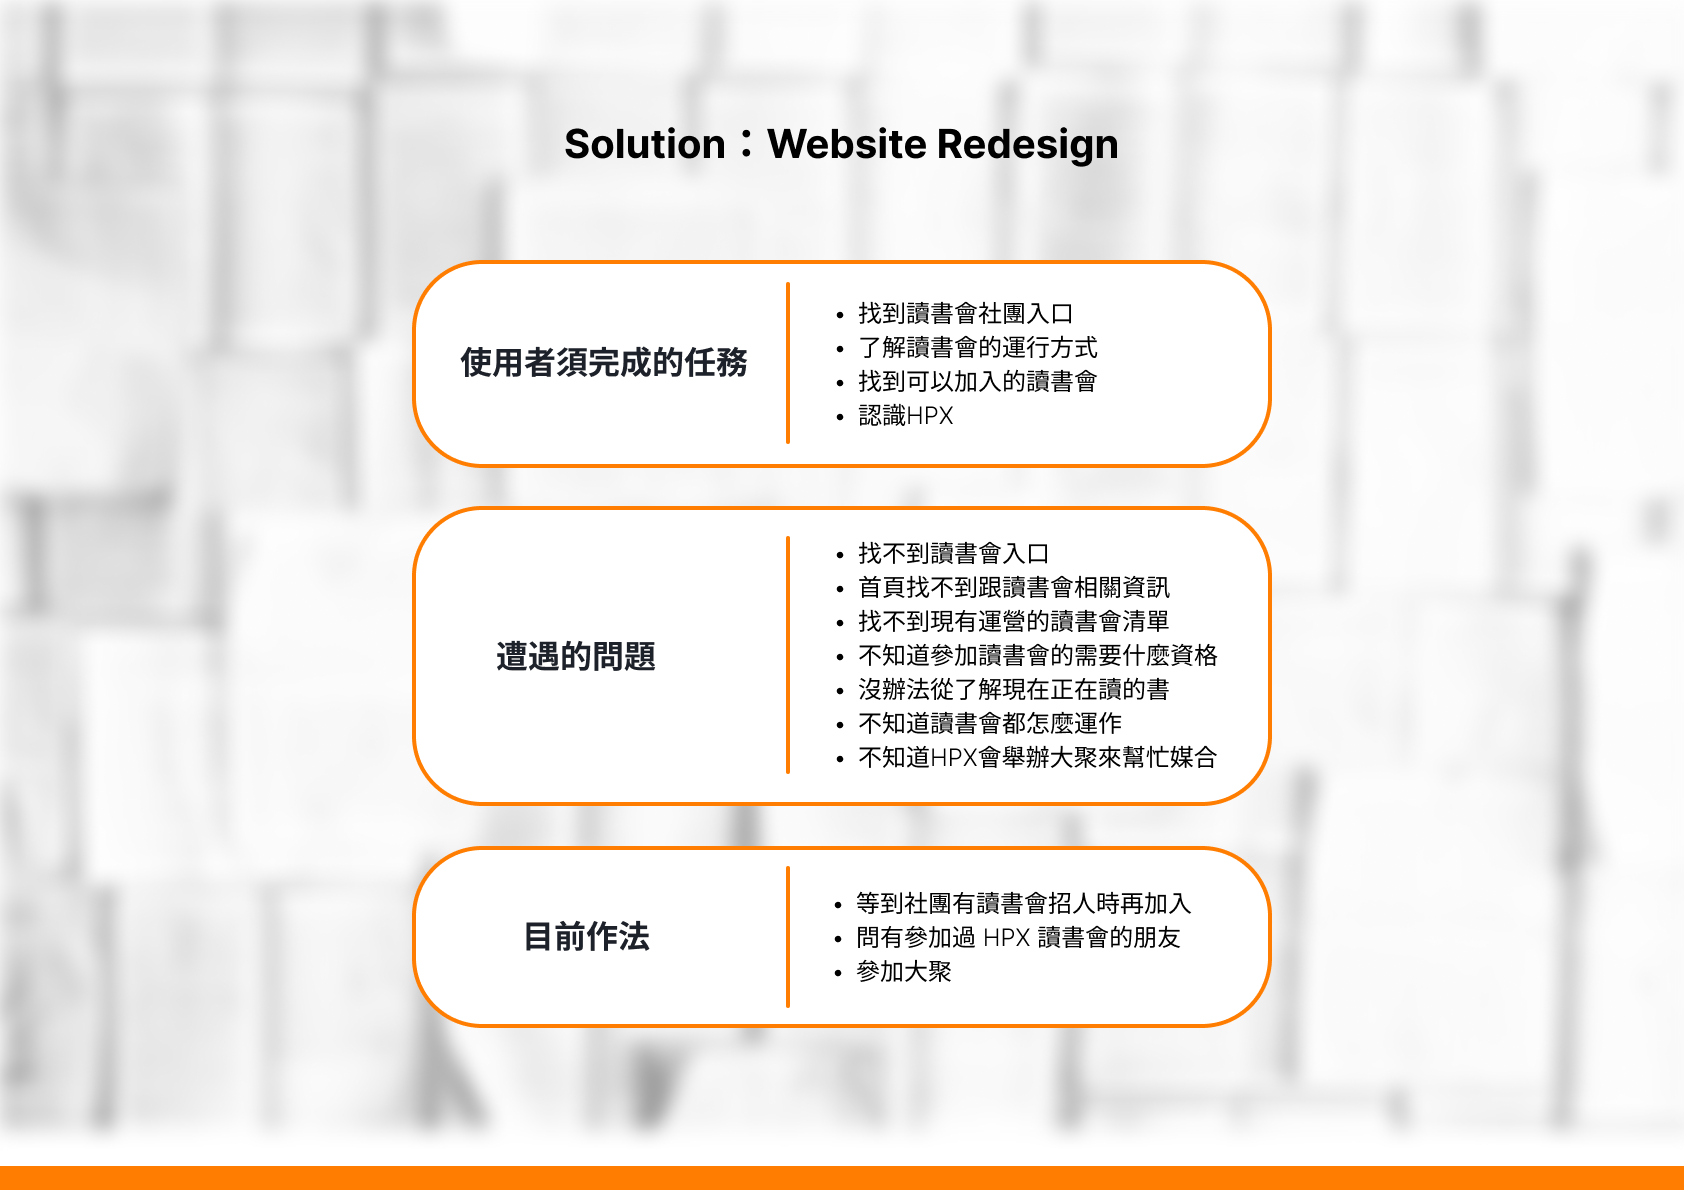 Solution：Website Redesign
使用者須完成的任務
• 找到讀書會社團入口
• 了解讀書會的運行方式
• 找到可以加入的讀書會
• 認識HPX
遭遇的問題
• 找不到讀書會入口
• 首頁找不到跟讀書會相關資訊
• 找不到現有運營的讀書會清單
• 不知道參加讀書會的需要什麼資格
• 沒辦法從了解現在正在讀的書
• 不知道讀書會都怎麼運作
• 不知道HPX會舉辦大聚來幫忙媒合
目前作法
• 等到社團有讀書會招人時再加入
• 問有參加過 HPX 讀書會的朋友
• 參加大聚